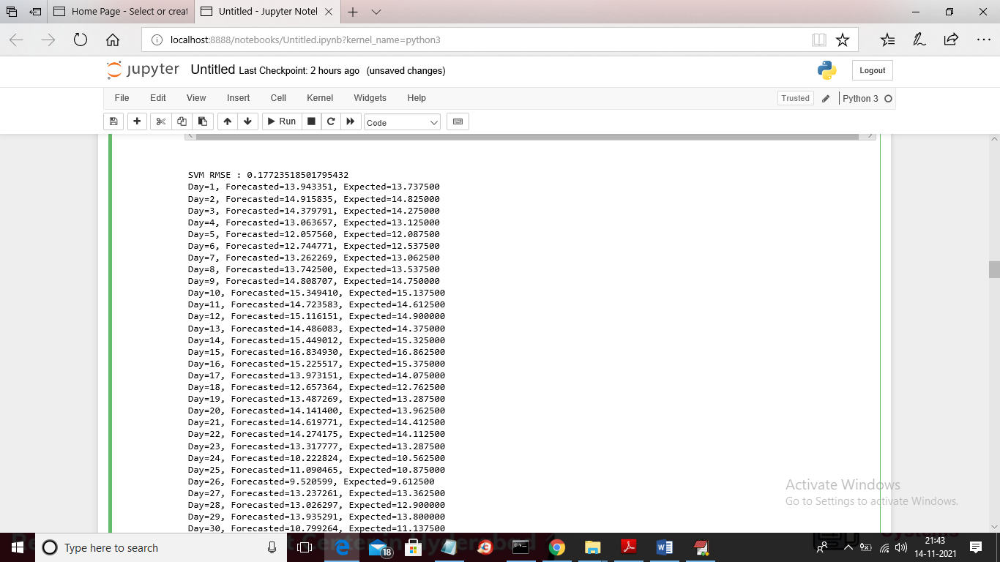 Home Page - Select or creat
Untitled - Jupyter Notel
localhost:8888/notebooks/Untitled.ipynb?kernel_name=python3
jupyter Untitled Last Checkpoint: 2 hours ago (unsaved changes)
Logout
File Edit View Insert Cell Kernel Widgets Help
Trusted Python 3
Run Code
SVM RMSE : 0.17723518501795432
Day=1, Forecasted=13.943351, Expected=13.737500
Day=2, Forecasted=14.915835, Expected=14.825000
Day=3, Forecasted=14.379791, Expected=14.275000
Day=4, Forecasted=13.063657, Expected=13.125000
Day=5, Forecasted=12.057560, Expected=12.087500
Day=6, Forecasted=12.744771, Expected=12.537500
Day=7, Forecasted=13.262269, Expected=13.062500
Day=8, Forecasted=13.742500, Expected=13.537500
Day=9, Forecasted=14.808707, Expected=14.750000
Day=10, Forecasted=15.349410, Expected=15.137500
Day=11, Forecasted=14.723583, Expected=14.612500
Day=12, Forecasted=15.116151, Expected=14.900000
Day=13, Forecasted=14.486083, Expected=14.375000
Day=14, Forecasted=15.449012, Expected=15.325000
Day=15, Forecasted=16.834930, Expected=16.862500
Day=16, Forecasted=15.225517, Expected=15.375000
Day=17, Forecasted=13.973151, Expected=14.075000
Day=18, Forecasted=12.657364, Expected=12.762500
Day=19, Forecasted=13.487269, Expected=13.287500
Day=20, Forecasted=14.141400, Expected=13.962500
Day=21, Forecasted=14.619771, Expected=14.412500
Day=22, Forecasted=14.274175, Expected=14.112500
Day=23, Forecasted=13.317777, Expected=13.287500
Day=24, Forecasted=10.222824, Expected=10.562500
Day=25, Forecasted=11.090465, Expected=10.875000
Day=26, Forecasted=9.520599, Expected=9.612500
Day=27, Forecasted=13.237261, Expected=13.362500
Day=28, Forecasted=13.026297, Expected=12.900000
Day=29, Forecasted=13.935291, Expected=13.800000
Day=30, Forecasted=10.799264, Expected=11.137500
Activate Windows
Go to Settings to activate Windows.
Type here to search
18
21:43
14-11-2021